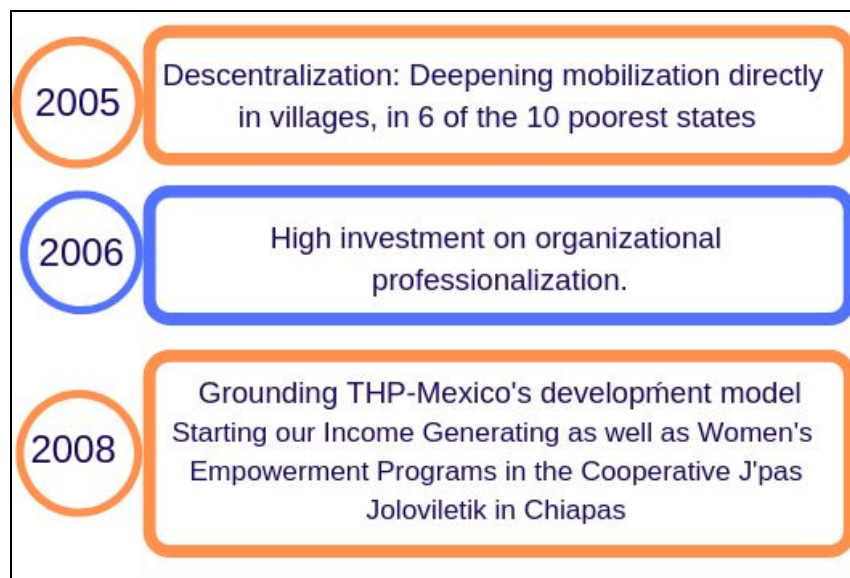 2005
Descentralization: Deepening mobilization directly
in villages, in 6 of the 10 poorest states
2006
High investment on organizational
professionalization.
2008
Grounding THP-Mexico's developḿent model
Starting our Income Generating as well as Women's
Empowerment Programs in the Cooperative J'pas
Joloviletik in Chiapas